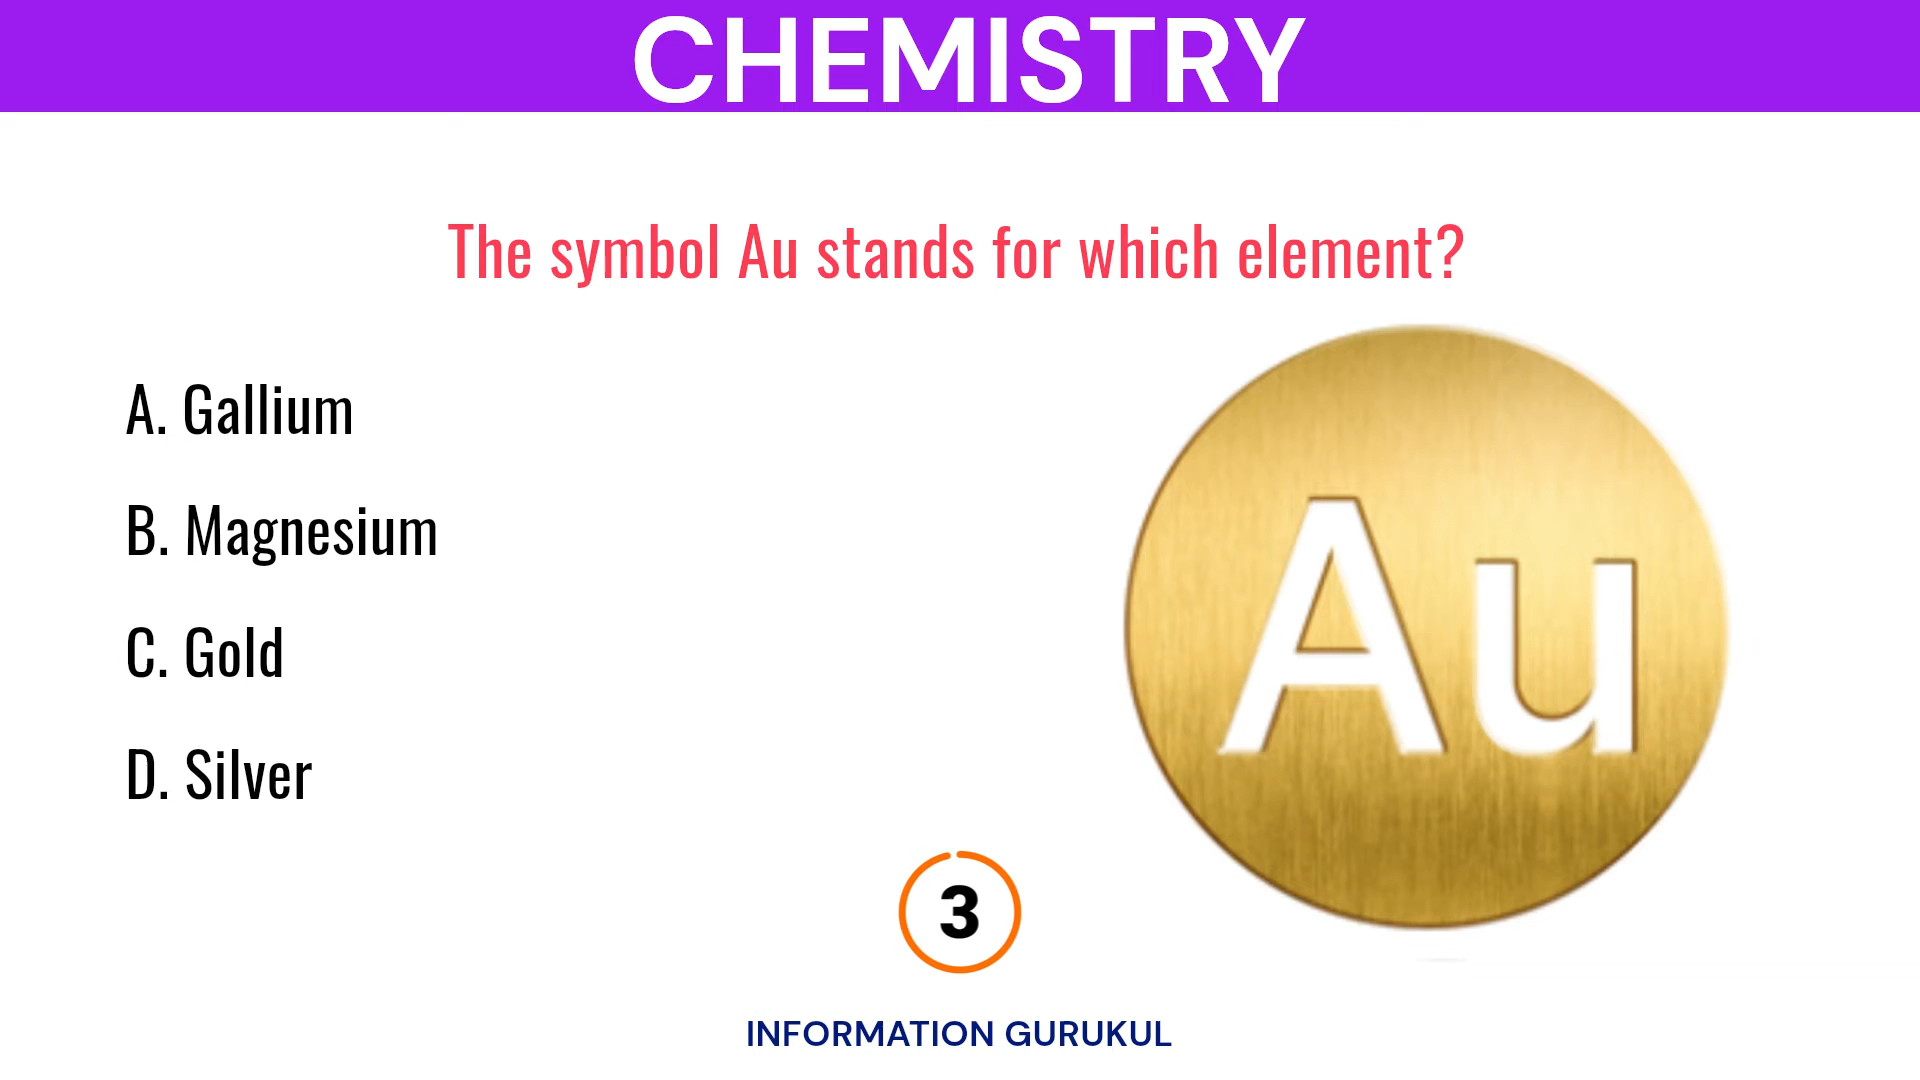 CHEMISTRY
The symbol Au stands for which element?
A. Gallium
B. Magnesium
C. Gold
D. Silver
Au
3
INFORMATION GURUKUL